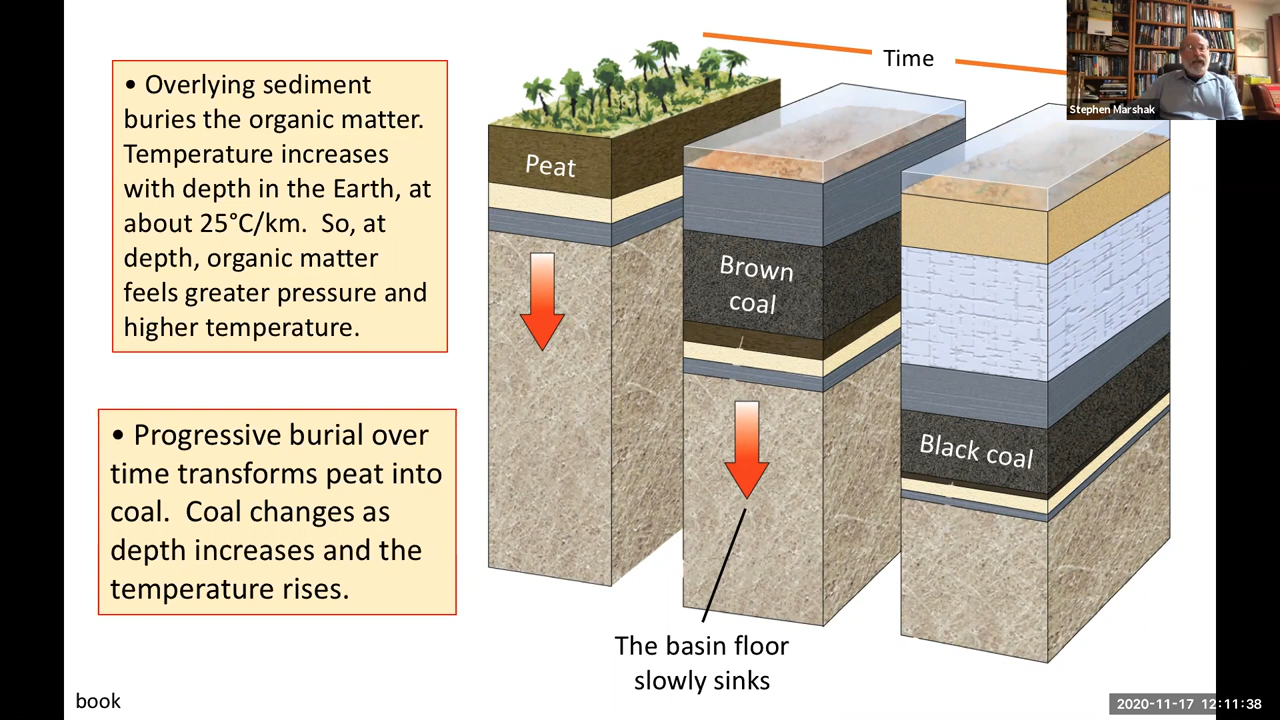 • Overlying sediment
buries the organic matter.
Temperature increases
with depth in the Earth, at
about 25°C/km.  So, at
depth, organic matter
feels greater pressure and
higher temperature.
• Progressive burial over
time transforms peat into
coal.  Coal changes as
depth increases and the
temperature rises.
Time
Stephen Marshak
Peat
Brown
coal
Black coal
The basin floor
slowly sinks
book
2020-11-17 12:11:38